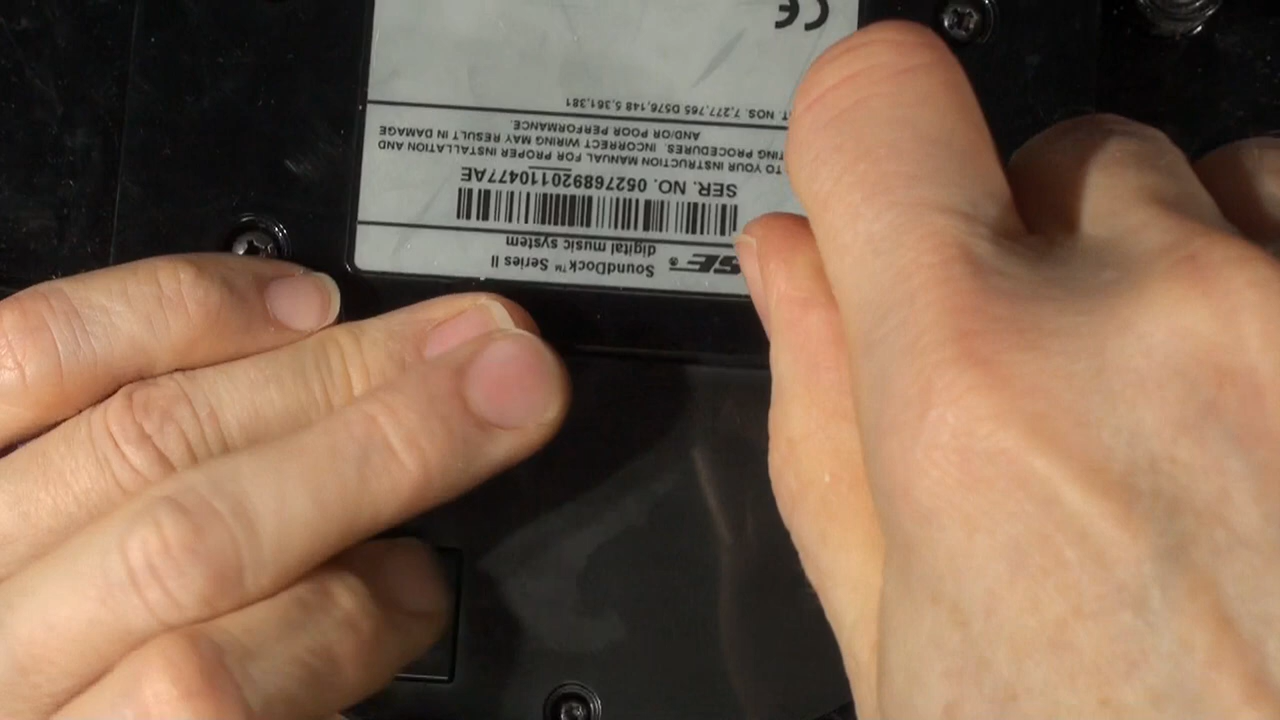 SE®
SoundDock™ Series II
digital music system
SER. NO. 052768920110477AE
TO YOUR INSTRUCTION MANUAL FOR PROPER INSTALLATION AND
TING PROCEDURES. INCORRECT WIRING MAY RESULT IN DAMAGE
AND/OR POOR PERFORMANCE.
T. NOS. 7,277,765 D576,148 5,361,381
CE